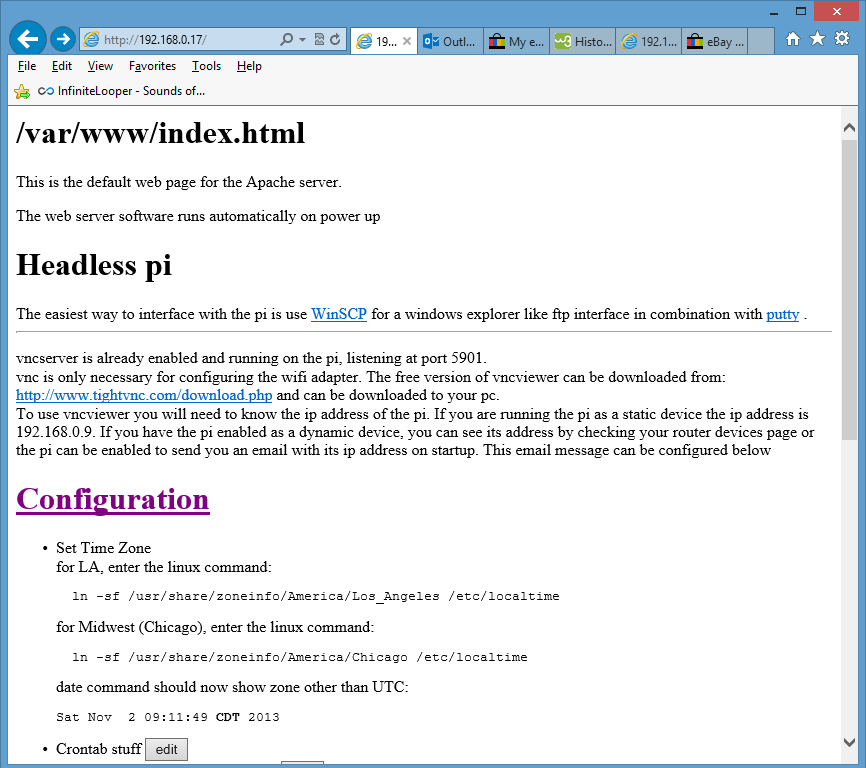 http://192.168.0.17/
19...
Outl...
My e...
Histo...
192.1...
eBay ...
File Edit View Favorites Tools Help
InfiniteLooper - Sounds of...
/var/www/index.html
This is the default web page for the Apache server.
The web server software runs automatically on power up
Headless pi
The easiest way to interface with the pi is use WinSCP for a windows explorer like ftp interface in combination with putty .
vncserver is already enabled and running on the pi, listening at port 5901.
vnc is only necessary for configuring the wifi adapter. The free version of vncviewer can be downloaded from:
http://www.tightvnc.com/download.php and can be downloaded to your pc.
To use vncviewer you will need to know the ip address of the pi. If you are running the pi as a static device the ip address is
192.168.0.9. If you have the pi enabled as a dynamic device, you can see its address by checking your router devices page or
the pi can be enabled to send you an email with its ip address on startup. This email message can be configured below
Configuration
• Set Time Zone
for LA, enter the linux command:
ln -sf /usr/share/zoneinfo/America/Los_Angeles /etc/localtime
for Midwest (Chicago), enter the linux command:
ln -sf /usr/share/zoneinfo/America/Chicago /etc/localtime
date command should now show zone other than UTC:
Sat Nov  2 09:11:49 CDT 2013
• Crontab stuff edit